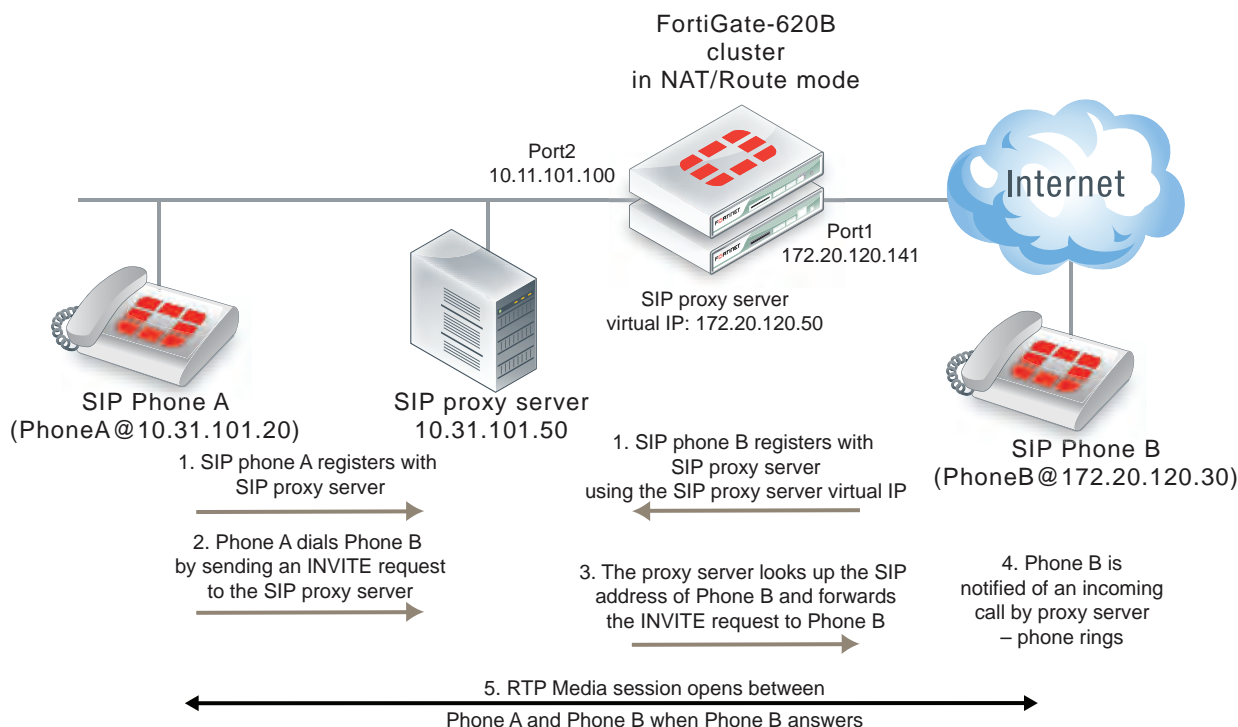 FortiGate-620B
cluster
in NAT/Route mode
Port2
10.11.101.100
Internet
FORTINET
FORTINET
Port1
172.20.120.141
SIP proxy server
virtual IP: 172.20.120.50
SIP Phone A
(PhoneA@10.31.101.20)
SIP proxy server
10.31.101.50
SIP Phone B
(PhoneB@172.20.120.30)
1. SIP phone A registers with
SIP proxy server
1. SIP phone B registers with
SIP proxy server
using the SIP proxy server virtual IP
2. Phone A dials Phone B
by sending an INVITE request
to the SIP proxy server
3. The proxy server looks up the SIP
address of Phone B and forwards
the INVITE request to Phone B
4. Phone B is
notified of an incoming
call by proxy server
– phone rings
5. RTP Media session opens between
Phone A and Phone B when Phone B answers